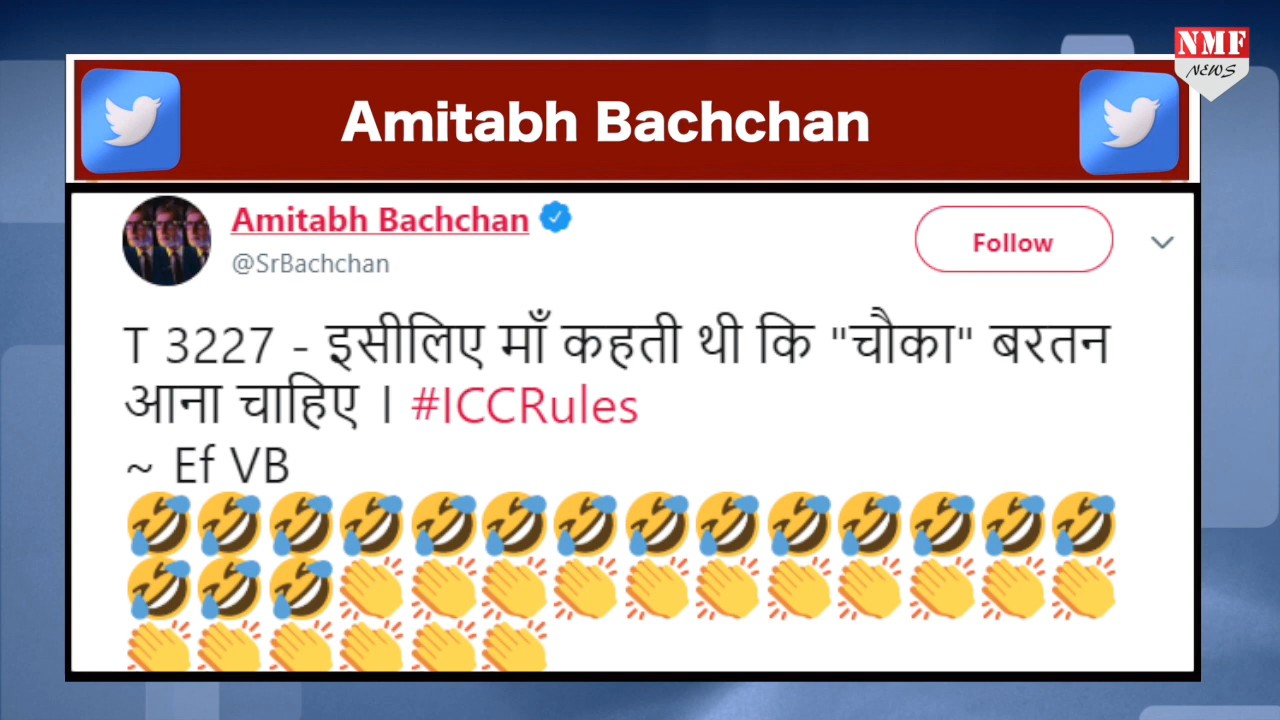 NMF
NEWS
Amitabh Bachchan
Amitabh Bachchan
@SrBachchan
Follow
T 3227 - इसीलिए माँ कहती थी कि "चौका" बरतन
आना चाहिए । #ICCRules
~ Ef VB
🤣🤣🤣🤣🤣🤣🤣🤣🤣🤣🤣🤣🤣🤣
🤣🤣🤣👏👏👏👏👏👏👏👏👏👏👏
👏👏👏👏👏👏